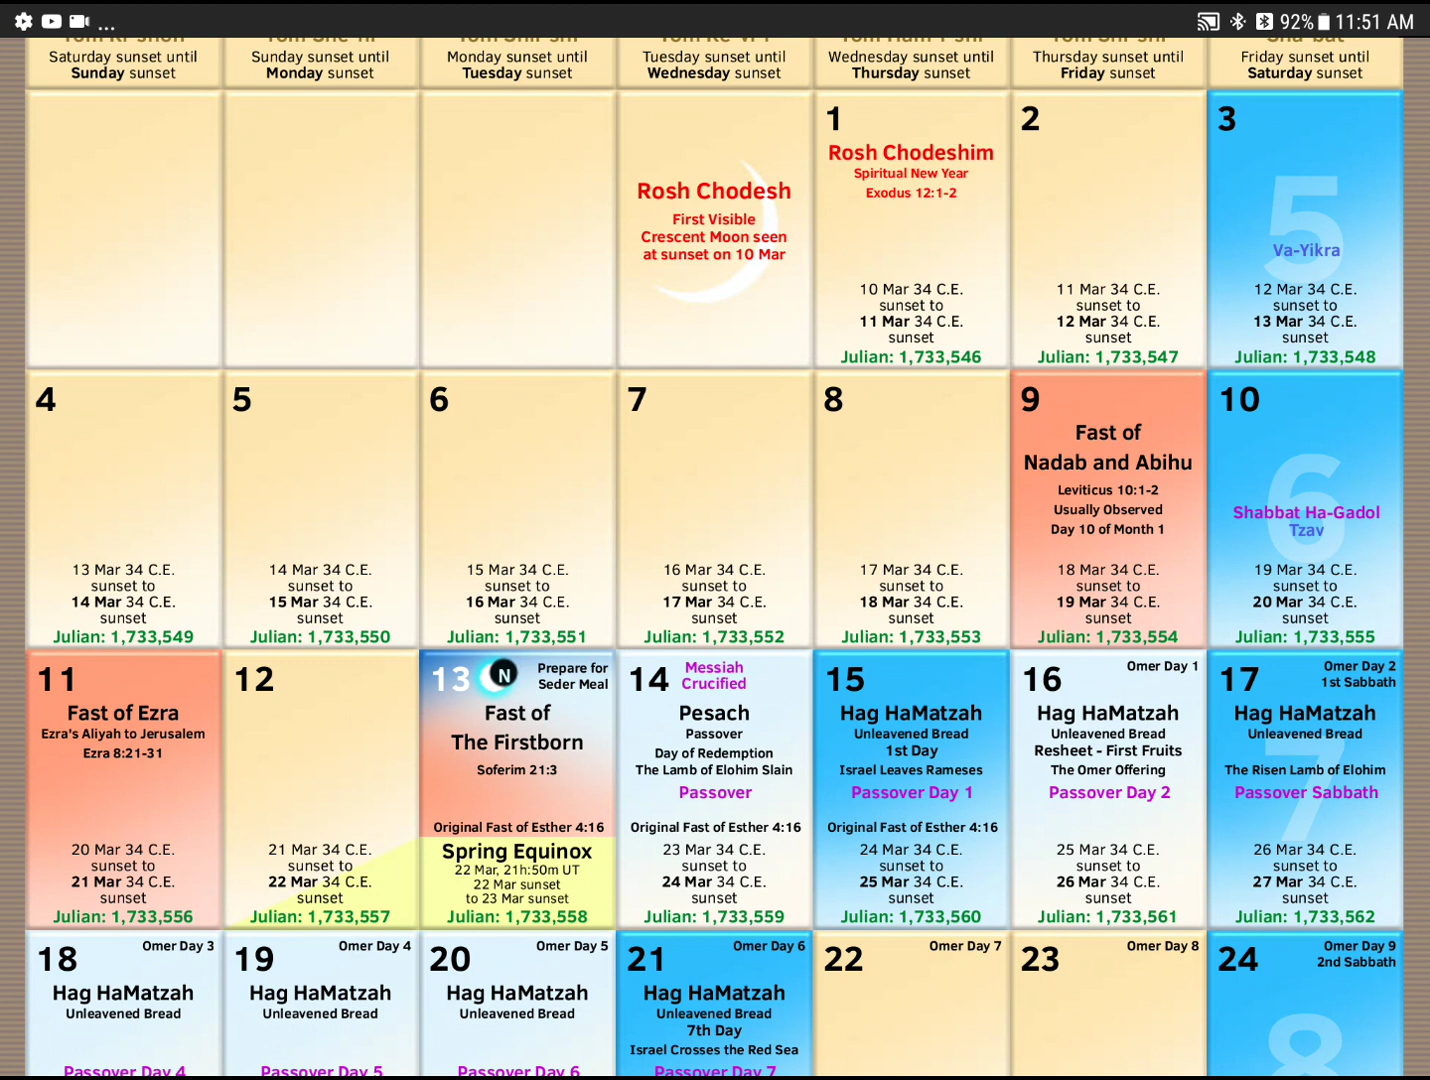 ...
92% 11:51 AM
Saturday sunset until
Sunday sunset
Sunday sunset until
Monday sunset
Monday sunset until
Tuesday sunset
Tuesday sunset until
Wednesday sunset
Wednesday sunset until
Thursday sunset
Thursday sunset until
Friday sunset
Friday sunset until
Saturday sunset
Rosh Chodesh
First Visible
Crescent Moon seen
at sunset on 10 Mar
1
Rosh Chodeshim
Spiritual New Year
Exodus 12:1-2
10 Mar 34 C.E.
sunset to
11 Mar 34 C.E.
sunset
Julian: 1,733,546
2
11 Mar 34 C.E.
sunset to
12 Mar 34 C.E.
sunset
Julian: 1,733,547
3
5
Va-Yikra
12 Mar 34 C.E.
sunset to
13 Mar 34 C.E.
sunset
Julian: 1,733,548
4
13 Mar 34 C.E.
sunset to
14 Mar 34 C.E.
sunset
Julian: 1,733,549
5
14 Mar 34 C.E.
sunset to
15 Mar 34 C.E.
sunset
Julian: 1,733,550
6
15 Mar 34 C.E.
sunset to
16 Mar 34 C.E.
sunset
Julian: 1,733,551
7
16 Mar 34 C.E.
sunset to
17 Mar 34 C.E.
sunset
Julian: 1,733,552
8
17 Mar 34 C.E.
sunset to
18 Mar 34 C.E.
sunset
Julian: 1,733,553
9
Fast of
Nadab and Abihu
Leviticus 10:1-2
Usually Observed
Day 10 of Month 1
18 Mar 34 C.E.
sunset to
19 Mar 34 C.E.
sunset
Julian: 1,733,554
10
6
Shabbat Ha-Gadol
Tzav
19 Mar 34 C.E.
sunset to
20 Mar 34 C.E.
sunset
Julian: 1,733,555
11
Fast of Ezra
Ezra's Aliyah to Jerusalem
Ezra 8:21-31
20 Mar 34 C.E.
sunset to
21 Mar 34 C.E.
sunset
Julian: 1,733,556
12
21 Mar 34 C.E.
sunset to
22 Mar 34 C.E.
sunset
Julian: 1,733,557
13 N
Prepare for
Seder Meal
Fast of
The Firstborn
Soferim 21:3
Original Fast of Esther 4:16
Spring Equinox
22 Mar, 21h:50m UT
22 Mar sunset
to 23 Mar sunset
Julian: 1,733,558
14
Messiah
Crucified
Pesach
Passover
Day of Redemption
The Lamb of Elohim Slain
Passover
Original Fast of Esther 4:16
23 Mar 34 C.E.
sunset to
24 Mar 34 C.E.
sunset
Julian: 1,733,559
15
Hag HaMatzah
Unleavened Bread
1st Day
Israel Leaves Rameses
Passover Day 1
Original Fast of Esther 4:16
24 Mar 34 C.E.
sunset to
25 Mar 34 C.E.
sunset
Julian: 1,733,560
16
Omer Day 1
Hag HaMatzah
Unleavened Bread
Resheet - First Fruits
The Omer Offering
Passover Day 2
25 Mar 34 C.E.
sunset to
26 Mar 34 C.E.
sunset
Julian: 1,733,561
17
Omer Day 2
1st Sabbath
Hag HaMatzah
Unleavened Bread
7
The Risen Lamb of Elohim
Passover Sabbath
26 Mar 34 C.E.
sunset to
27 Mar 34 C.E.
sunset
Julian: 1,733,562
18
Omer Day 3
Hag HaMatzah
Unleavened Bread
Passover Day 4
19
Omer Day 4
Hag HaMatzah
Unleavened Bread
Passover Day 5
20
Omer Day 5
Hag HaMatzah
Unleavened Bread
Passover Day 6
21
Omer Day 6
Hag HaMatzah
Unleavened Bread
7th Day
Israel Crosses the Red Sea
Passover Day 7
22
Omer Day 7
23
Omer Day 8
24
Omer Day 9
2nd Sabbath
8